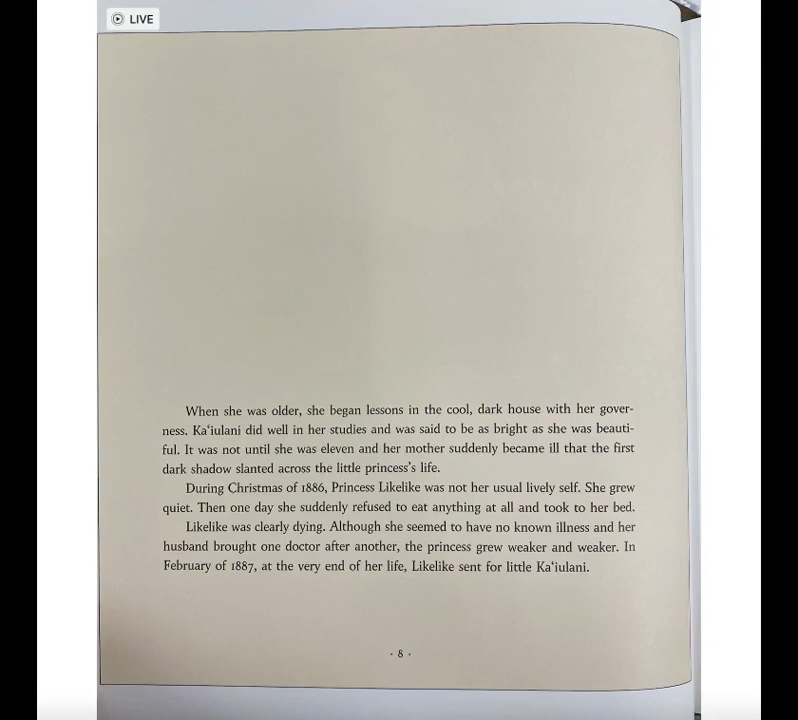 LIVE
When she was older, she began lessons in the cool, dark house with her gover-
ness. Kaʻiulani did well in her studies and was said to be as bright as she was beauti-
ful. It was not until she was eleven and her mother suddenly became ill that the first
dark shadow slanted across the little princess's life.
During Christmas of 1886, Princess Likelike was not her usual lively self. She grew
quiet. Then one day she suddenly refused to eat anything at all and took to her bed.
Likelike was clearly dying. Although she seemed to have no known illness and her
husband brought one doctor after another, the princess grew weaker and weaker. In
February of 1887, at the very end of her life, Likelike sent for little Kaʻiulani.
· 8 ·